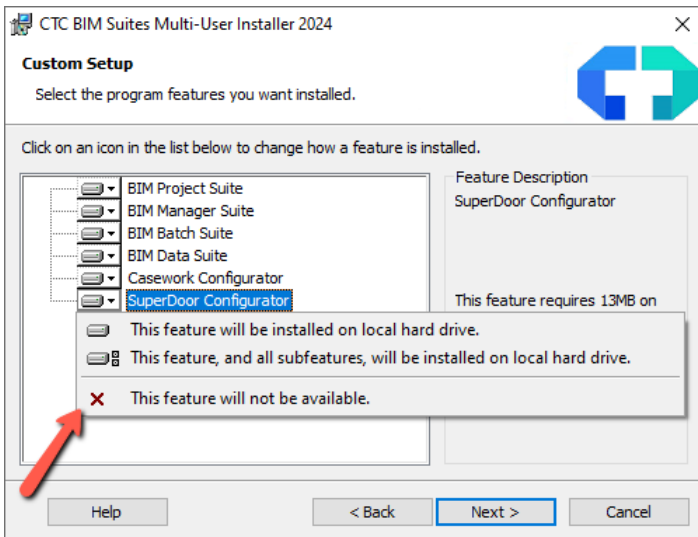 CTC BIM Suites Multi-User Installer 2024
Custom Setup
Select the program features you want installed.
Click on an icon in the list below to change how a feature is installed.
BIM Project Suite
BIM Manager Suite
BIM Batch Suite
BIM Data Suite
Casework Configurator
SuperDoor Configurator
Feature Description
SuperDoor Configurator
This feature requires 13MB on
This feature will be installed on local hard drive.
This feature, and all subfeatures, will be installed on local hard drive.
This feature will not be available.
Help
< Back
Next >
Cancel